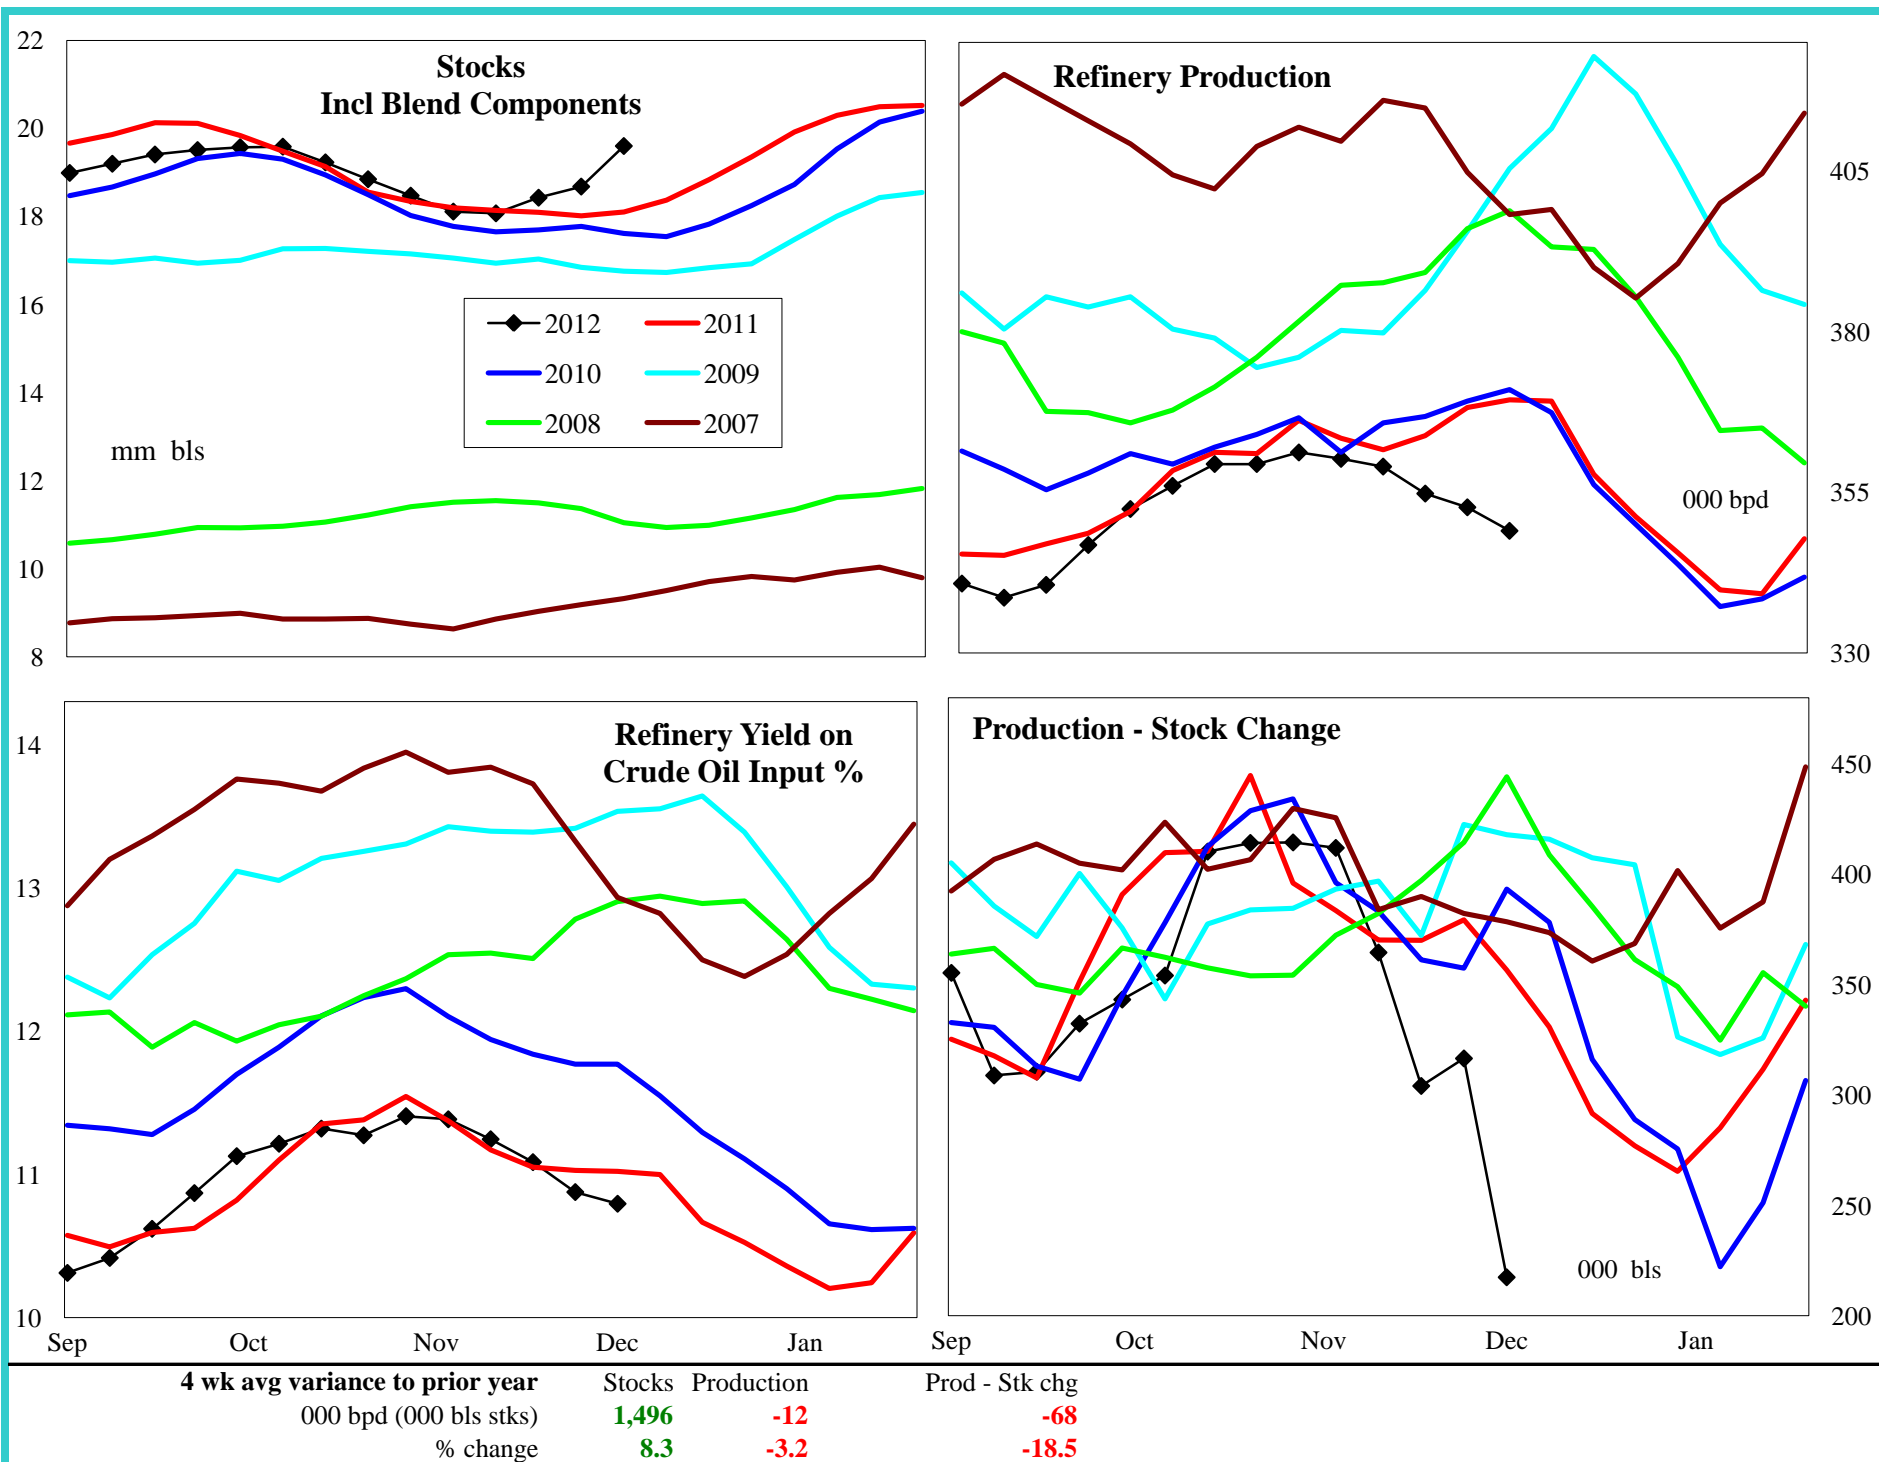 Stocks
Incl Blend Components
22
20
18
16
14
12
10
8
mm bls
2012
2011
2010
2009
2008
2007
Refinery Production
405
380
355
330
000 bpd
Refinery Yield on
Crude Oil Input %
14
13
12
11
10
Sep Oct Nov Dec Jan
Production - Stock Change
450
400
350
300
250
200
000 bls
Sep Oct Nov Dec Jan
4 wk avg variance to prior year Stocks Production Prod - Stk chg
000 bpd (000 bls stks) 1,496 -12 -68
% change 8.3 -3.2 -18.5